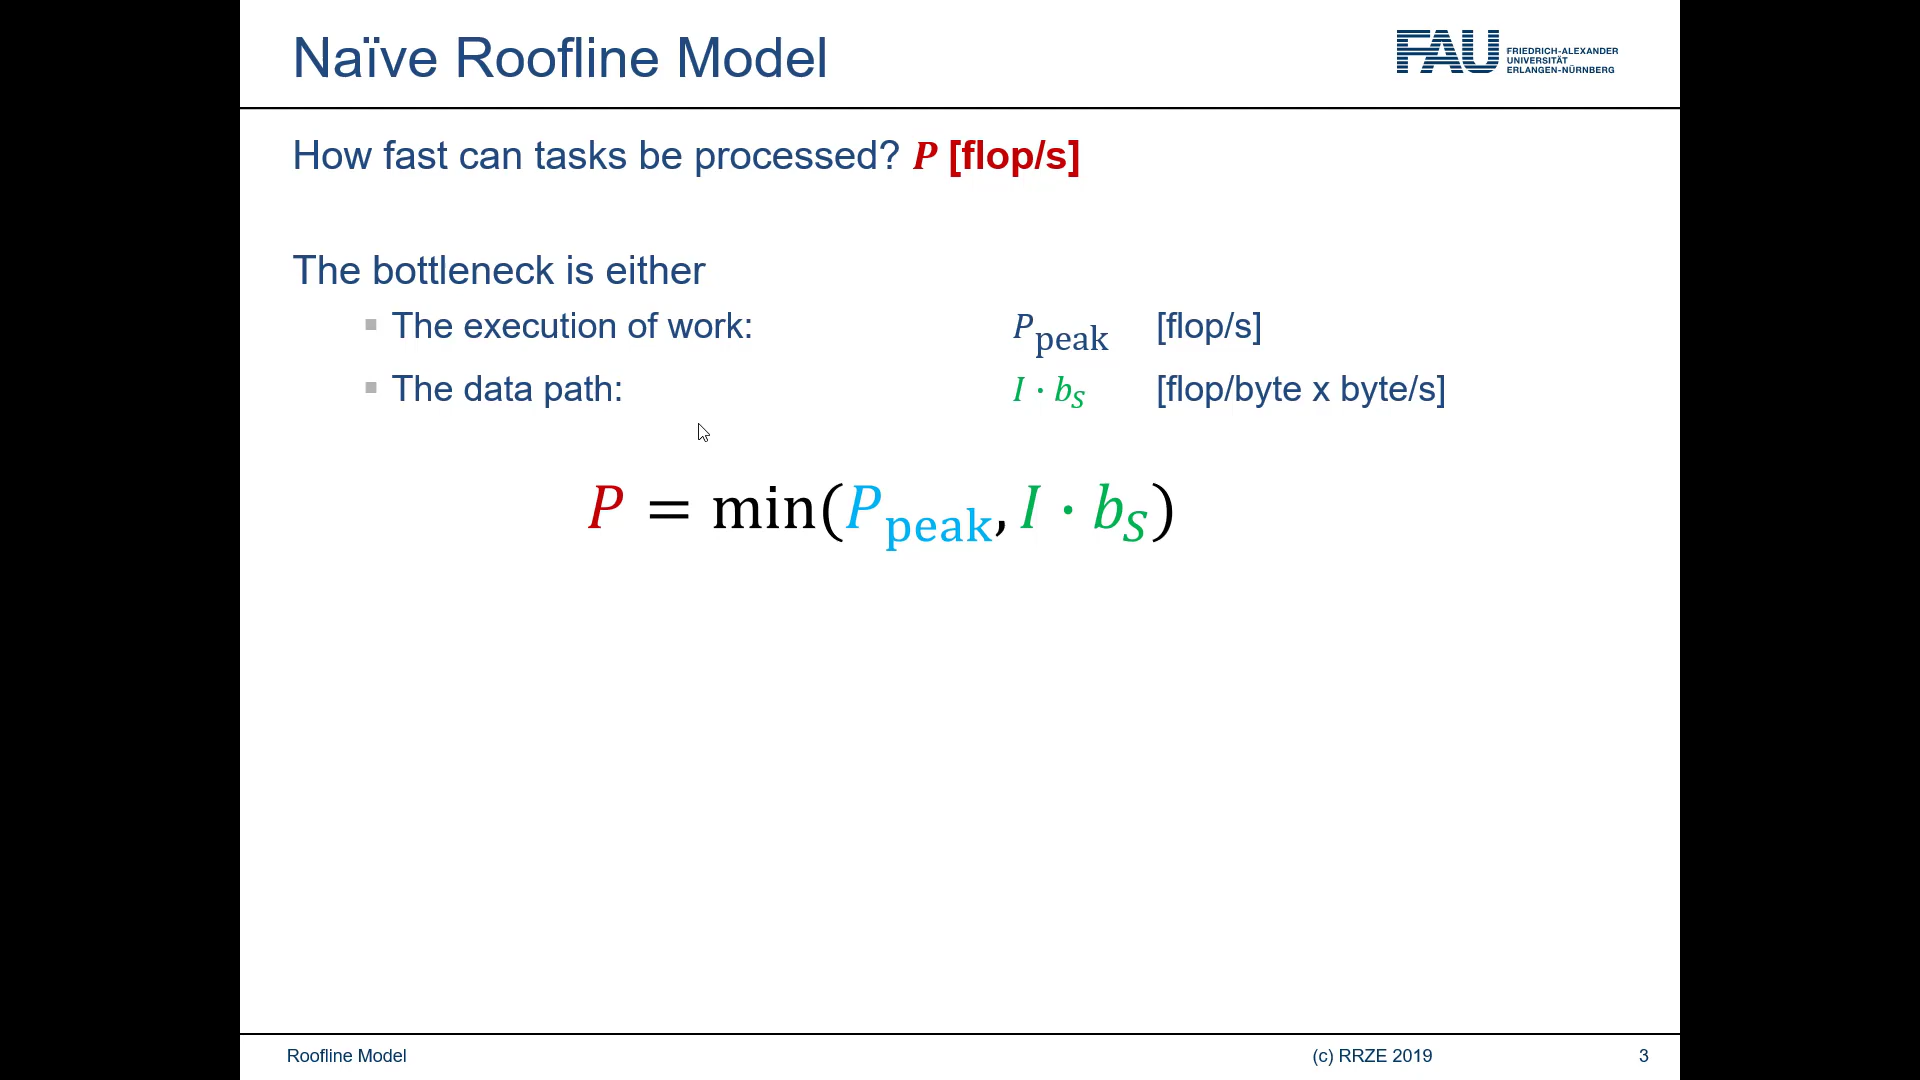 Naïve Roofline Model
FAU FRIEDRICH-ALEXANDER
UNIVERSITÄT
ERLANGEN-NÜRNBERG
How fast can tasks be processed? P [flop/s]
The bottleneck is either
▪ The execution of work: P_peak [flop/s]
▪ The data path: I · b_S [flop/byte x byte/s]
P = min(P_peak, I · b_S)
Roofline Model (c) RRZE 2019 3